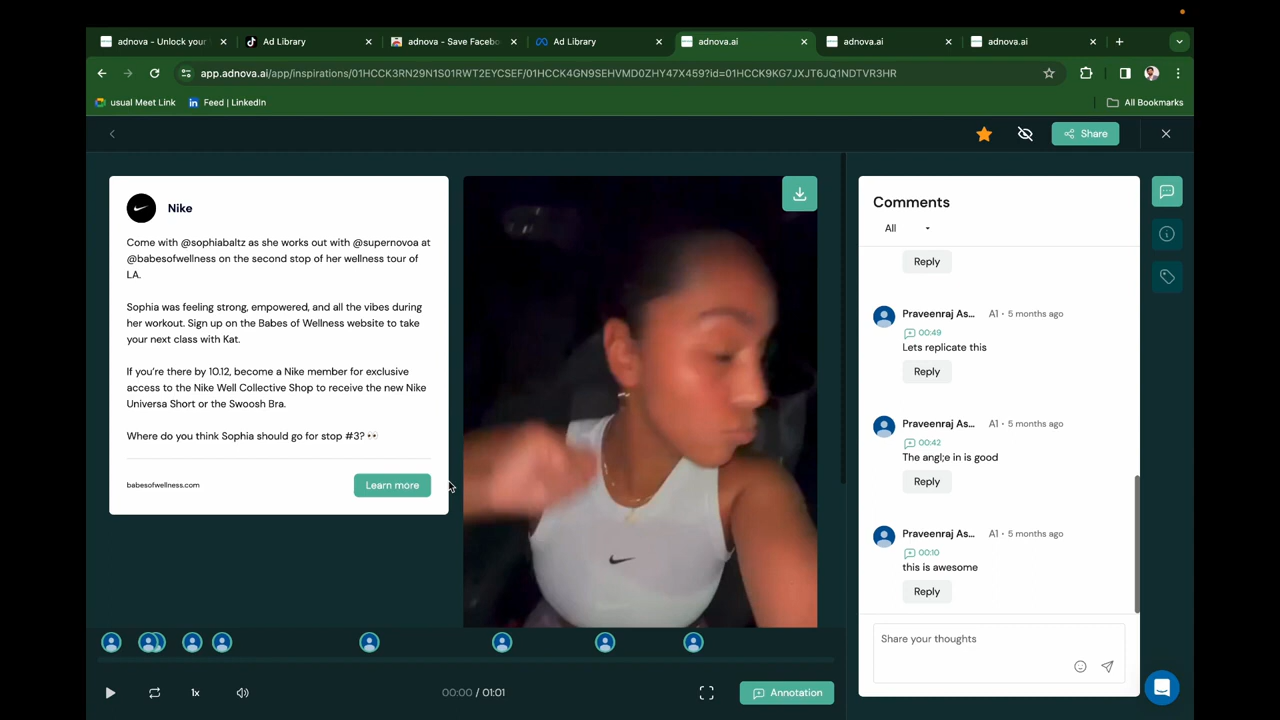 adnova - Unlock your
Ad Library
adnova - Save Facebo
Ad Library
adnova.ai
adnova.ai
adnova.ai
app.adnova.ai/app/inspirations/01HCCK3RN29N1S01RWT2EYCSEF/01HCCK4GN9SEHVMD0ZHY47X459?id=01HCCK9KG7JXJT6JQ1NDTVR3HR
usual Meet Link
Feed | LinkedIn
All Bookmarks
Share
Nike
Come with @sophiabaltz as she works out with @supernovoa at
@babesofwellness on the second stop of her wellness tour of
LA.
Sophia was feeling strong, empowered, and all the vibes during
her workout. Sign up on the Babes of Wellness website to take
your next class with Kat.
If you're there by 10.12, become a Nike member for exclusive
access to the Nike Well Collective Shop to receive the new Nike
Universa Short or the Swoosh Bra.
Where do you think Sophia should go for stop #3? 👀
babesofwellness.com
Learn more
Comments
All
Reply
Praveenraj As... A1 • 5 months ago
00:49
Lets replicate this
Reply
Praveenraj As... A1 • 5 months ago
00:42
The angl;e in is good
Reply
Praveenraj As... A1 • 5 months ago
00:10
this is awesome
Reply
Share your thoughts
1x
00:00 / 01:01
Annotation